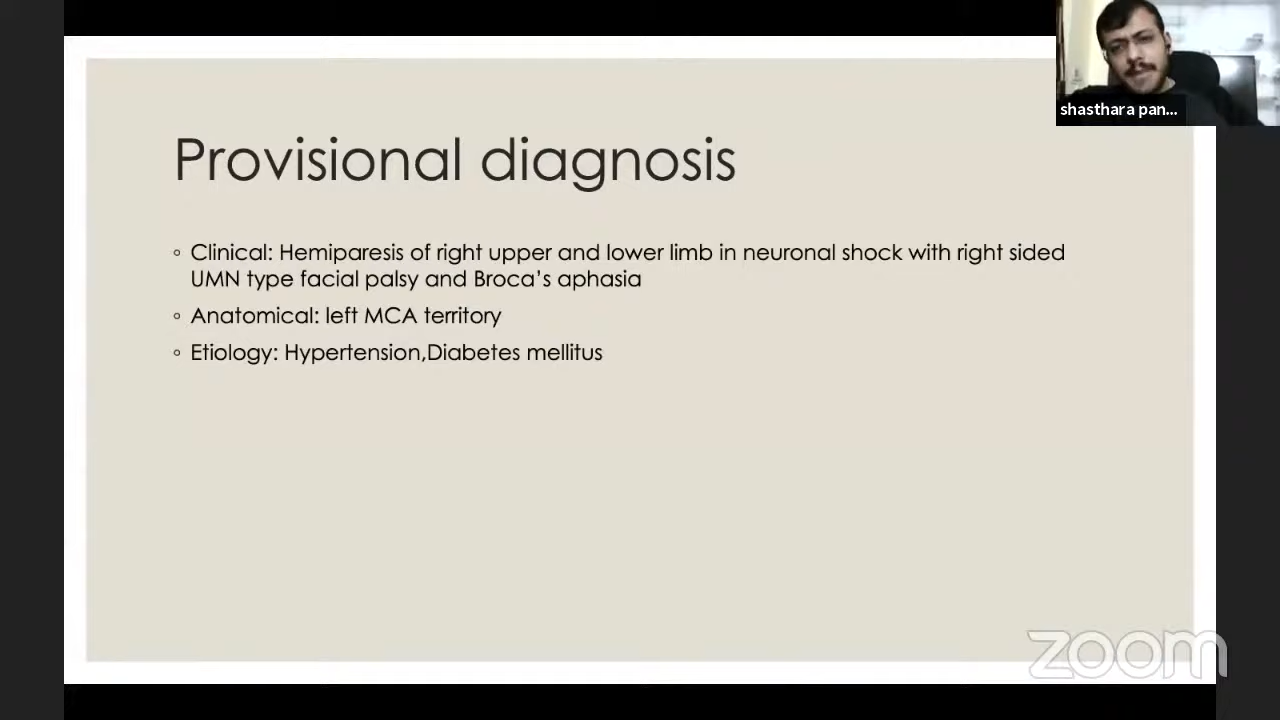 shasthara pan...
Provisional diagnosis
◦ Clinical: Hemiparesis of right upper and lower limb in neuronal shock with right sided
UMN type facial palsy and Broca’s aphasia
◦ Anatomical: left MCA territory
◦ Etiology: Hypertension,Diabetes mellitus
zoom